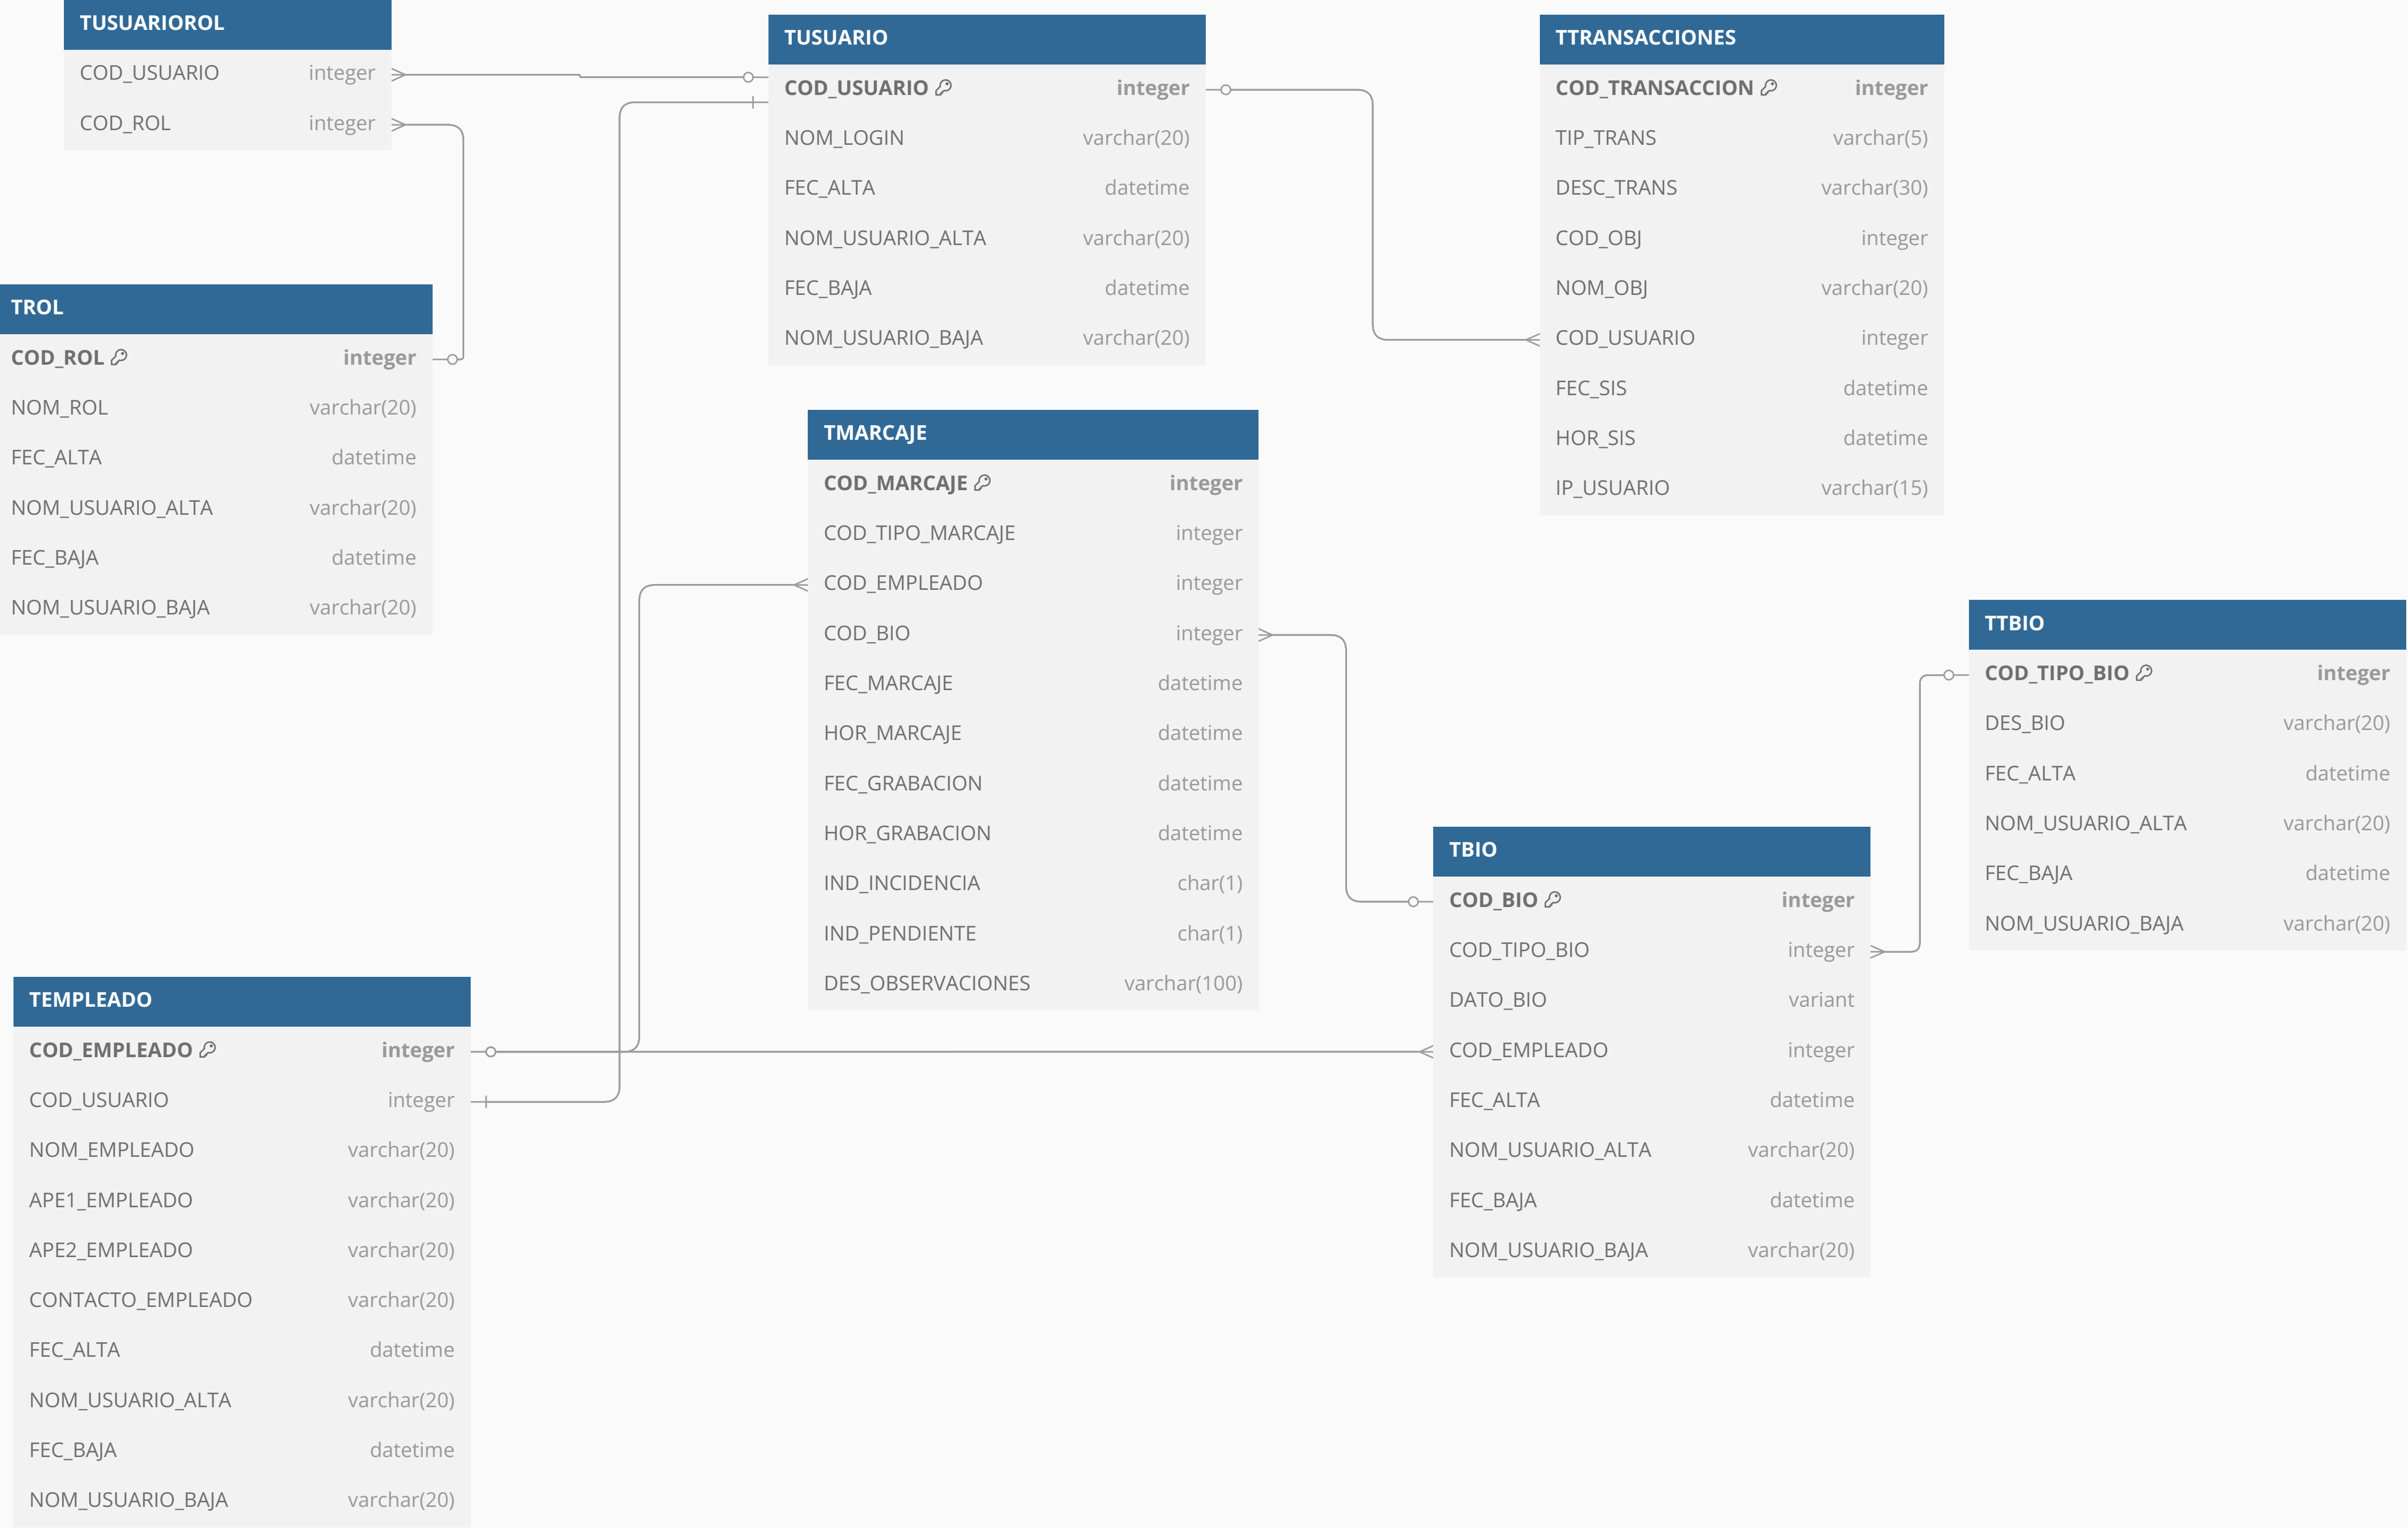 TUSUARIOROL
COD_USUARIO integer
COD_ROL integer
TUSUARIO
COD_USUARIO integer
NOM_LOGIN varchar(20)
FEC_ALTA datetime
NOM_USUARIO_ALTA varchar(20)
FEC_BAJA datetime
NOM_USUARIO_BAJA varchar(20)
TTRANSACCIONES
COD_TRANSACCION integer
TIP_TRANS varchar(5)
DESC_TRANS varchar(30)
COD_OBJ integer
NOM_OBJ varchar(20)
COD_USUARIO integer
FEC_SIS datetime
HOR_SIS datetime
IP_USUARIO varchar(15)
TROL
COD_ROL integer
NOM_ROL varchar(20)
FEC_ALTA datetime
NOM_USUARIO_ALTA varchar(20)
FEC_BAJA datetime
NOM_USUARIO_BAJA varchar(20)
TMARCAJE
COD_MARCAJE integer
COD_TIPO_MARCAJE integer
COD_EMPLEADO integer
COD_BIO integer
FEC_MARCAJE datetime
HOR_MARCAJE datetime
FEC_GRABACION datetime
HOR_GRABACION datetime
IND_INCIDENCIA char(1)
IND_PENDIENTE char(1)
DES_OBSERVACIONES varchar(100)
TTBIO
COD_TIPO_BIO integer
DES_BIO varchar(20)
FEC_ALTA datetime
NOM_USUARIO_ALTA varchar(20)
FEC_BAJA datetime
NOM_USUARIO_BAJA varchar(20)
TBIO
COD_BIO integer
COD_TIPO_BIO integer
DATO_BIO variant
COD_EMPLEADO integer
FEC_ALTA datetime
NOM_USUARIO_ALTA varchar(20)
FEC_BAJA datetime
NOM_USUARIO_BAJA varchar(20)
TEMPLEADO
COD_EMPLEADO integer
COD_USUARIO integer
NOM_EMPLEADO varchar(20)
APE1_EMPLEADO varchar(20)
APE2_EMPLEADO varchar(20)
CONTACTO_EMPLEADO varchar(20)
FEC_ALTA datetime
NOM_USUARIO_ALTA varchar(20)
FEC_BAJA datetime
NOM_USUARIO_BAJA varchar(20)